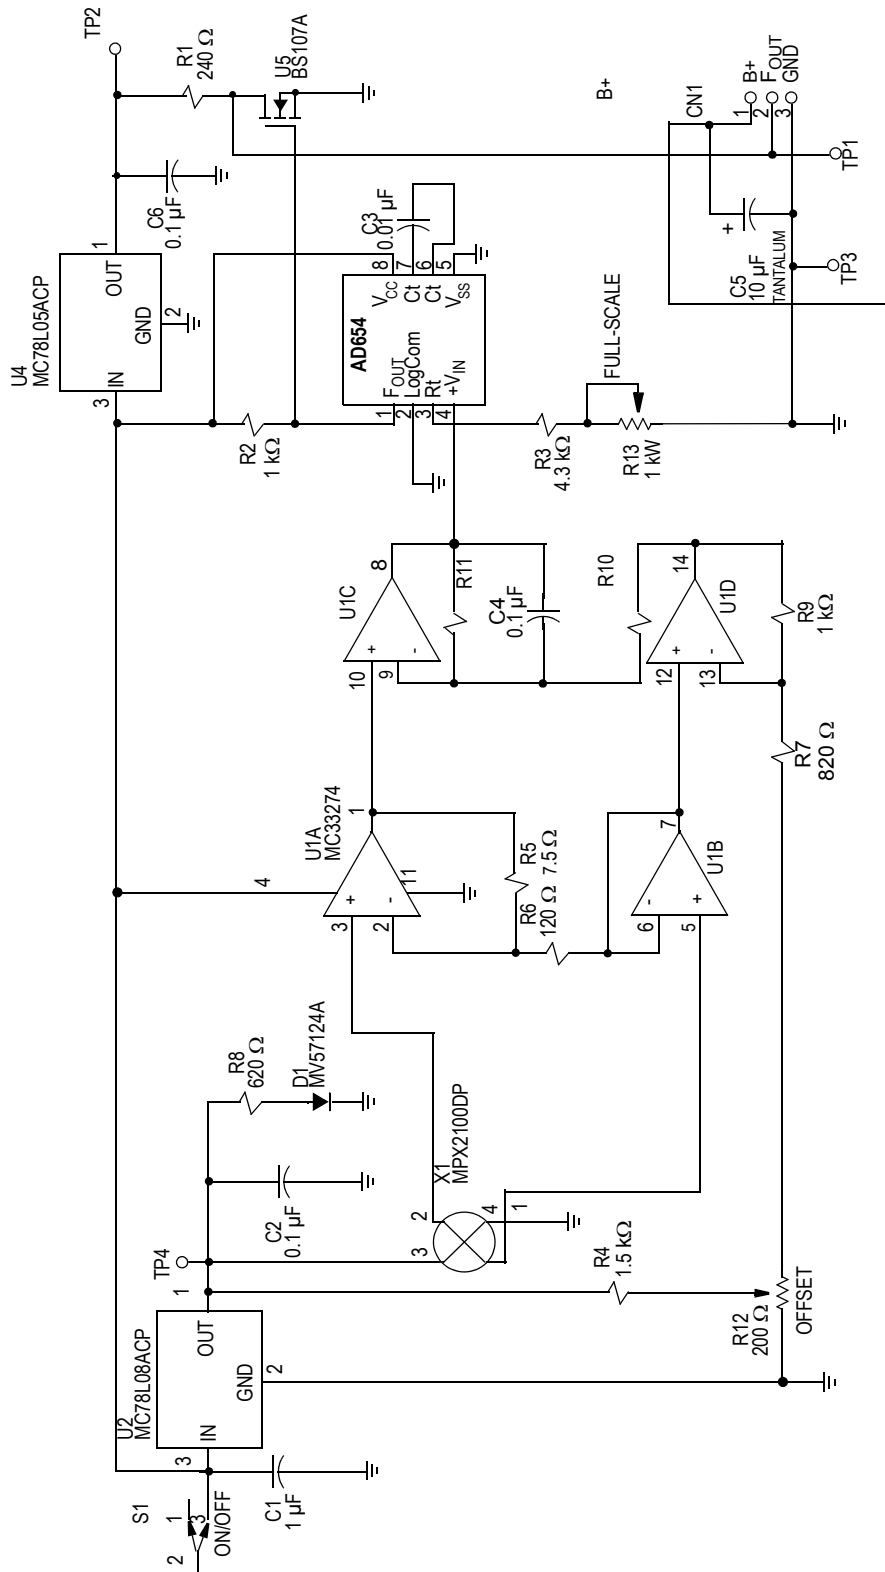 S1
1
2
3
ON/OFF
C1
1 µF
U2
MC78L08ACP
3
IN
OUT
GND
1
2
TP4
C2
0.1 µF
R8
620 Ω
D1
MV57124A
X1
MPX2100DP
3
2
4
1
R4
1.5 kΩ
R12
200 Ω
OFFSET
4
U1A
MC33274
3
+
2
-
11
1
R5
7.5 Ω
R6
120 Ω
6
-
5
+
7
U1B
R7
820 Ω
U1C
10
+
9
-
8
R11
C4
0.1 µF
R10
12
+
13
-
14
U1D
R9
1 kΩ
U4
MC78L05ACP
3
IN
OUT
GND
1
2
C6
0.1 µF
TP2
R1
240 Ω
U5
BS107A
R2
1 kΩ
AD654
1
FOUT
2
LogCom
3
Rt
4
+VIN
8
VCC
7
Ct
6
Ct
5
VSS
C3
0.01 µF
R3
4.3 kΩ
FULL-SCALE
R13
1 kW
B+
CN1
1
B+
2
FOUT
3
GND
TP1
+
C5
10 µF
TANTALUM
TP3